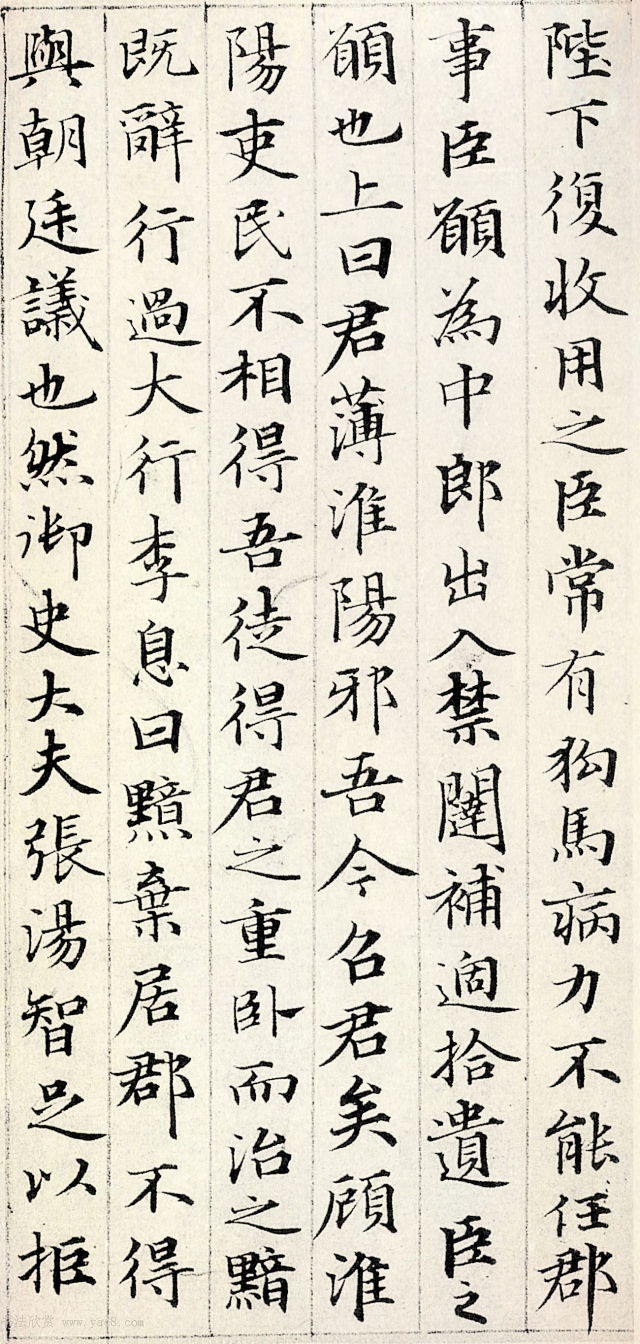 陛下復收用之臣常有狗馬病力不能任郡
事臣願為中郎出入禁闥補過拾遺臣之
願也上曰君薄淮陽邪吾今召君矣顧淮
陽吏民不相得吾徒得君之重臥而治之黯
既辭行過大行李息曰黯棄居郡不得
與朝廷議也然御史大夫張湯智足以拒